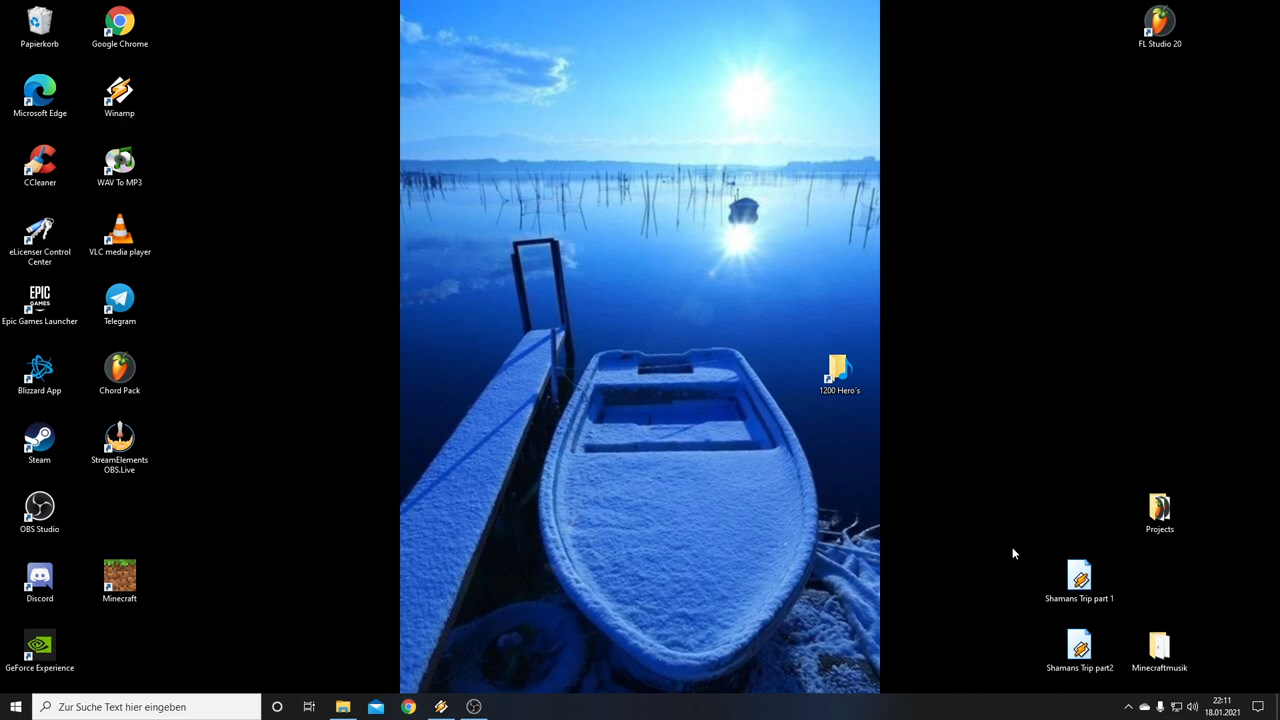 Papierkorb
Google Chrome
FL Studio 20
Microsoft Edge
Winamp
CCleaner
WAV To MP3
eLicenser Control
Center
VLC media player
EPIC
GAMES
Epic Games Launcher
Telegram
Blizzard App
Chord Pack
1200 Hero´s
Steam
StreamElements
OBS.Live
OBS Studio
Projects
Discord
Minecraft
Shamans Trip part 1
GeForce Experience
Shamans Trip part2
Minecraftmusik
Zur Suche Text hier eingeben
22:11
18.01.2021